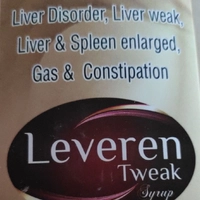 Liver Disorder, Liver weak,
Liver & Spleen enlarged,
Gas & Constipation
Leveren
Tweak
Syrup